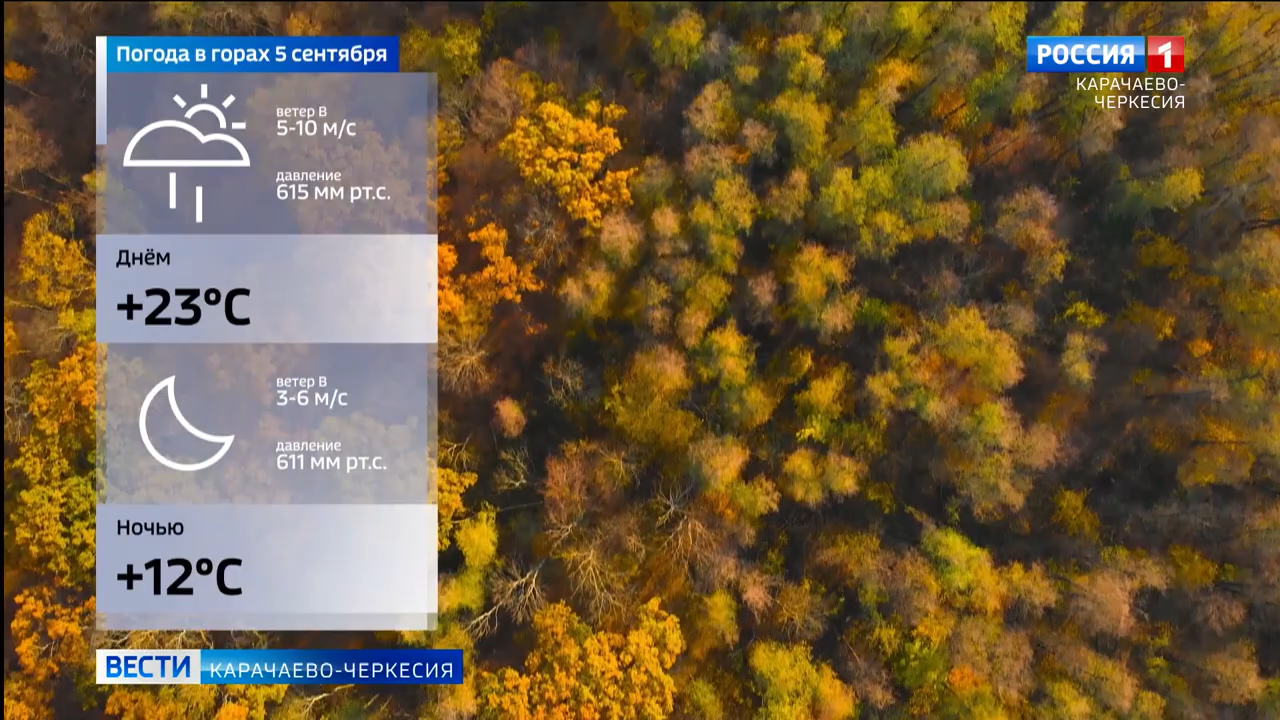 Погода в горах 5 сентября
РОССИЯ 1
КАРАЧАЕВО-
ЧЕРКЕСИЯ
ветер В
5-10 м/с
давление
615 мм рт.с.
Днём
+23°C
ветер В
3-6 м/с
давление
611 мм рт.с.
Ночью
+12°C
ВЕСТИ КАРАЧАЕВО-ЧЕРКЕСИЯ